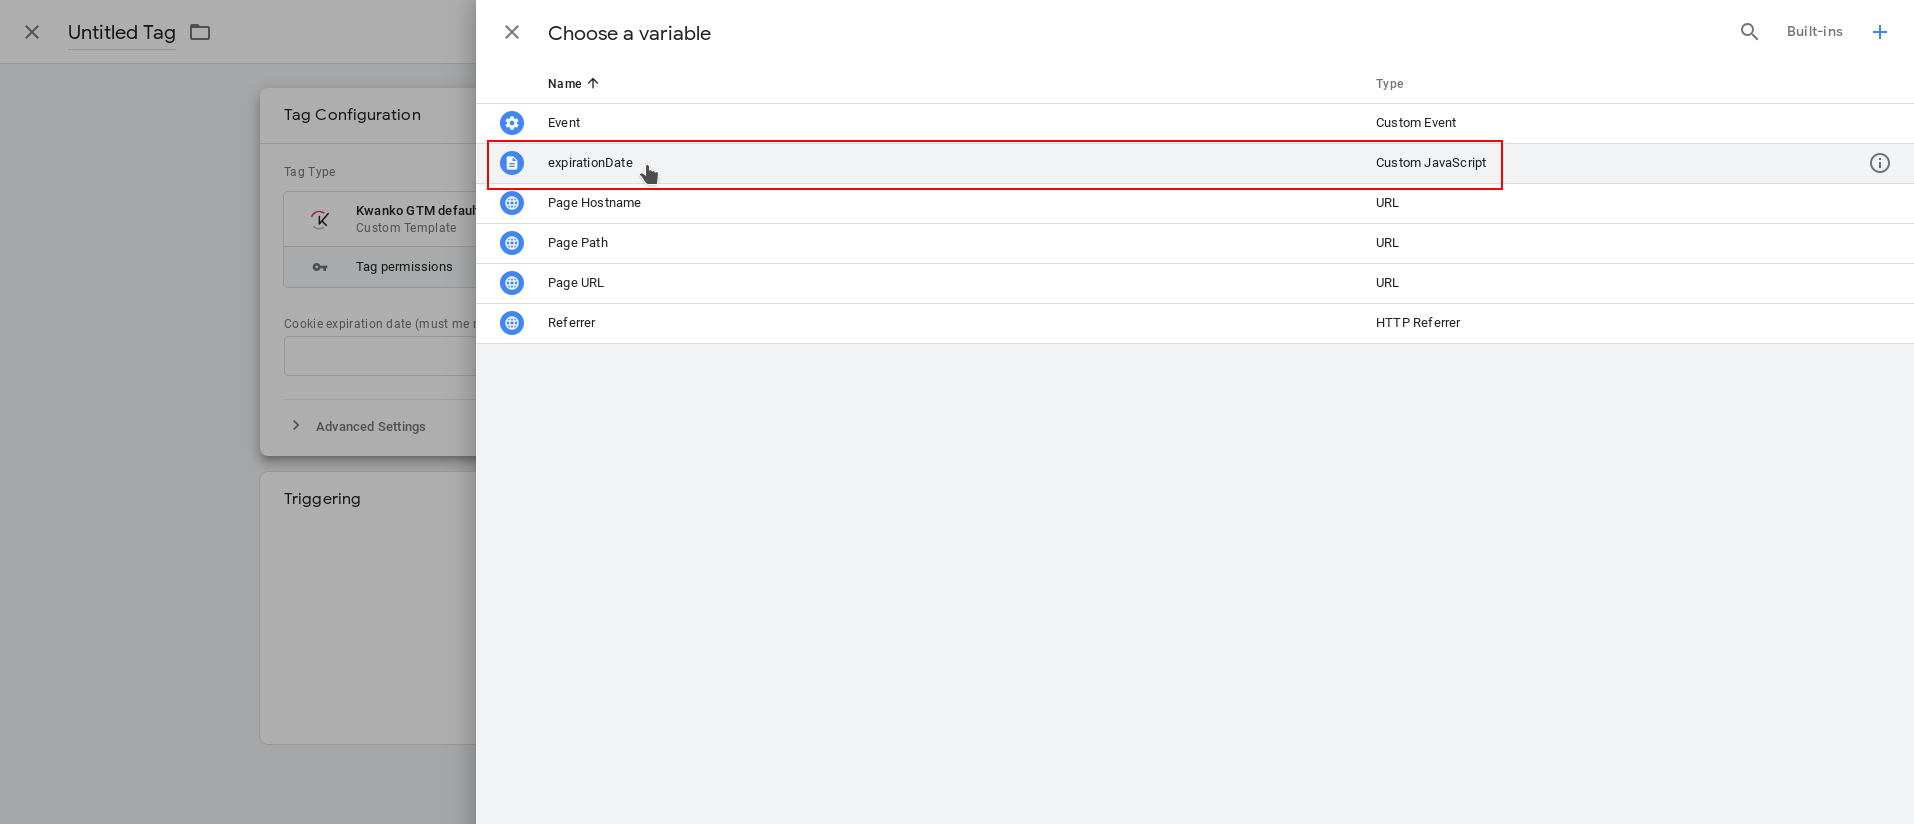 Untitled Tag
Tag Configuration
Tag Type
Kwanko GTM defaul
Custom Template
Tag permissions
Cookie expiration date (must me
Advanced Settings
Triggering
Choose a variable
Built-ins
Name Type
Event Custom Event
expirationDate Custom JavaScript
Page Hostname URL
Page Path URL
Page URL URL
Referrer HTTP Referrer